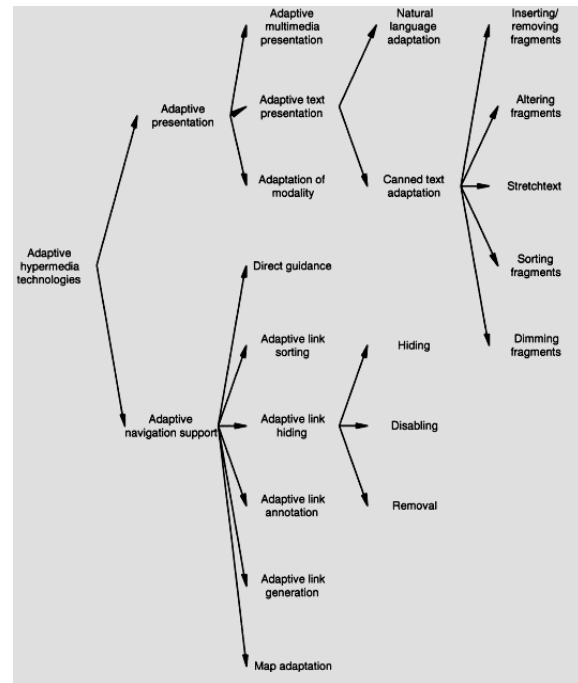 Adaptive
multimedia
presentation
Natural
language
adaptation
Inserting/
removing
fragments
Adaptive
presentation
Adaptive text
presentation
Altering
fragments
Adaptation of
modality
Canned text
adaptation
Stretchtext
Adaptive
hypermedia
technologies
Direct guidance
Sorting
fragments
Adaptive link
sorting
Hiding
Dimming
fragments
Adaptive
navigation support
Adaptive link
hiding
Disabling
Adaptive link
annotation
Removal
Adaptive link
generation
Map adaptation